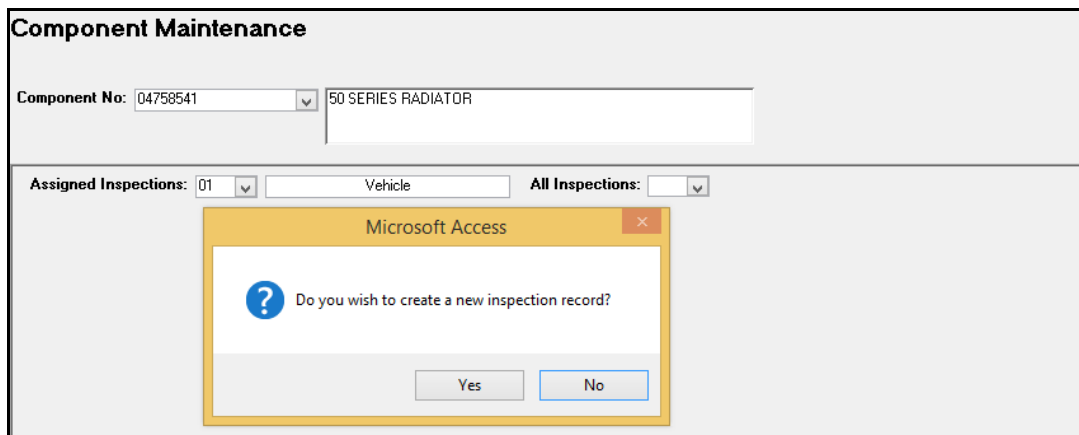 Component Maintenance
Component No: 04758541 50 SERIES RADIATOR
Assigned Inspections: 01 Vehicle All Inspections:
Microsoft Access
Do you wish to create a new inspection record?
Yes No